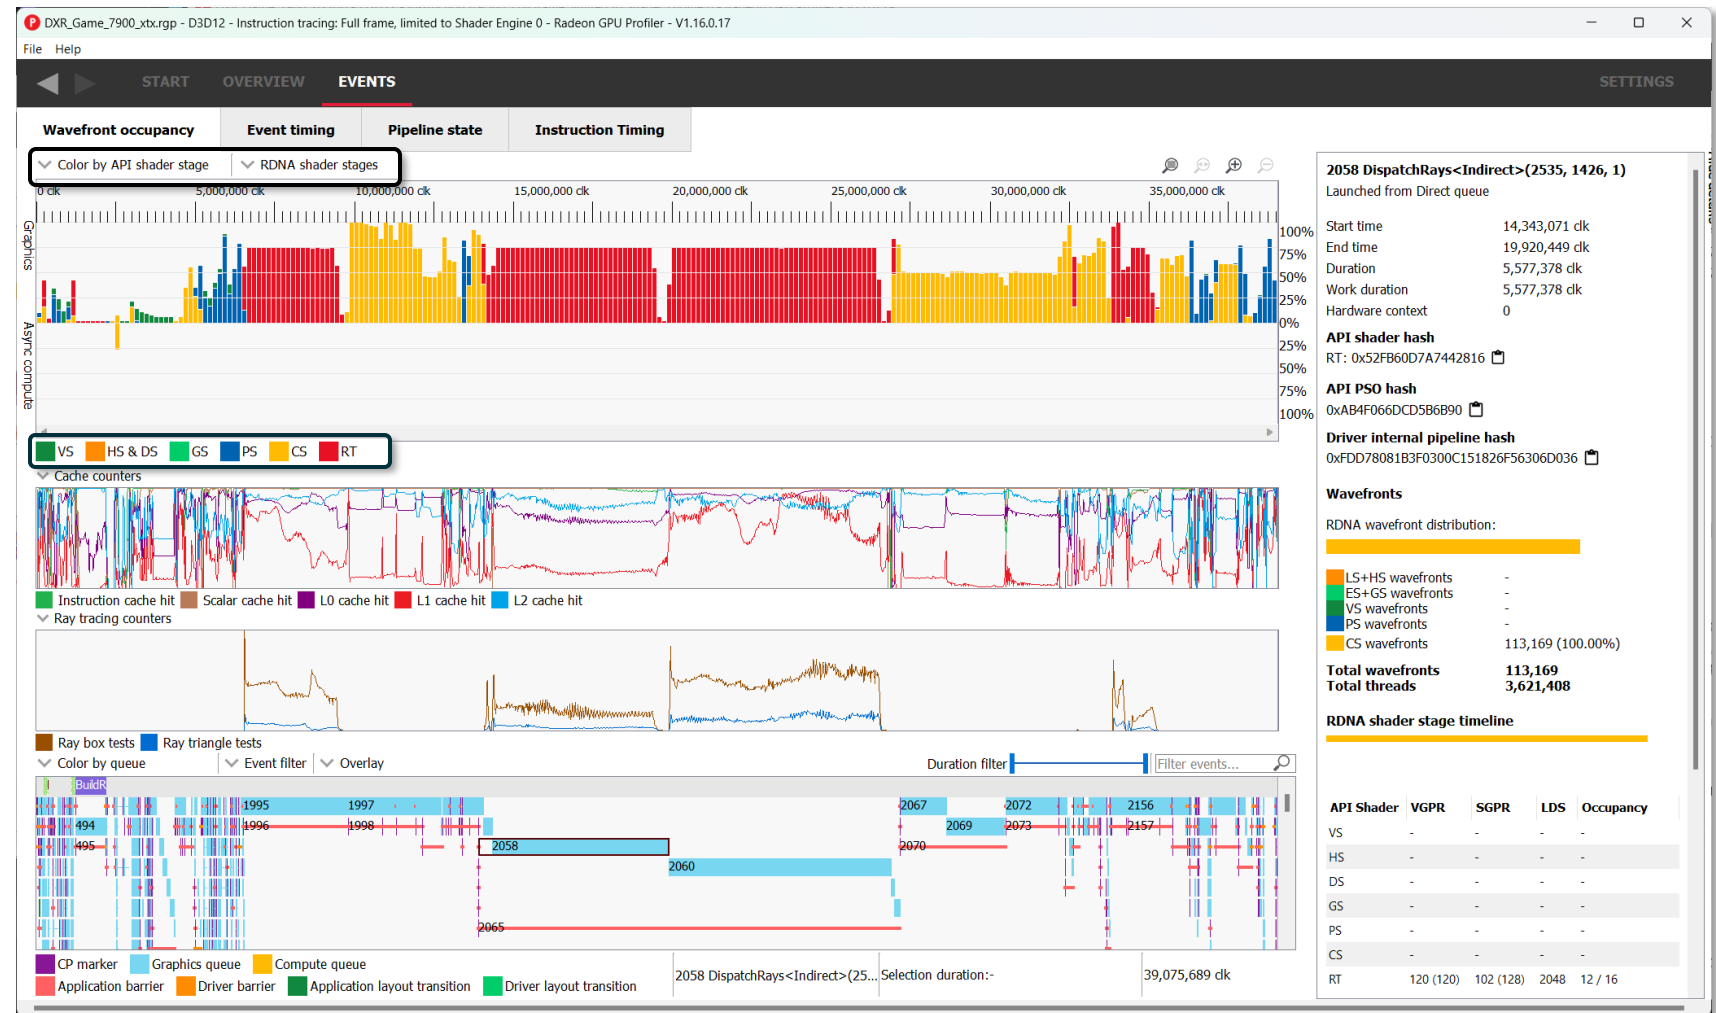 DXR_Game_7900_xtx.rgp - D3D12 - Instruction tracing: Full frame, limited to Shader Engine 0 - Radeon GPU Profiler - V1.16.0.17
File Help
START OVERVIEW EVENTS SETTINGS
Wavefront occupancy Event timing Pipeline state Instruction Timing
Color by API shader stage RDNA shader stages
0 clk 5,000,000 clk 10,000,000 clk 15,000,000 clk 20,000,000 clk 25,000,000 clk 30,000,000 clk 35,000,000 clk
Graphics
100%
75%
50%
25%
0%
Async compute
25%
50%
75%
100%
VS HS & DS GS PS CS RT
Cache counters
Instruction cache hit Scalar cache hit L0 cache hit L1 cache hit L2 cache hit
Ray tracing counters
Ray box tests Ray triangle tests
Color by queue Event filter Overlay Duration filter Filter events...
BuildR
1995 1997 2067 2072 2156
494 1996 1998 2069 2073 2157
495 2058 2070
2060
2065
CP marker Graphics queue Compute queue
Application barrier Driver barrier Application layout transition Driver layout transition
2058 DispatchRays<Indirect>(25... Selection duration:- 39,075,689 clk
2058 DispatchRays<Indirect>(2535, 1426, 1)
Launched from Direct queue
Start time 14,343,071 clk
End time 19,920,449 clk
Duration 5,577,378 clk
Work duration 5,577,378 clk
Hardware context 0
API shader hash
RT: 0x52FB60D7A7442816
API PSO hash
0xAB4F066DCD5B6B90
Driver internal pipeline hash
0xFDD78081B3F0300C151826F56306D036
Wavefronts
RDNA wavefront distribution:
LS+HS wavefronts -
ES+GS wavefronts -
VS wavefronts -
PS wavefronts -
CS wavefronts 113,169 (100.00%)
Total wavefronts 113,169
Total threads 3,621,408
RDNA shader stage timeline
API Shader VGPR SGPR LDS Occupancy
VS - - - -
HS - - - -
DS - - - -
GS - - - -
PS - - - -
CS - - - -
RT 120 (120) 102 (128) 2048 12 / 16